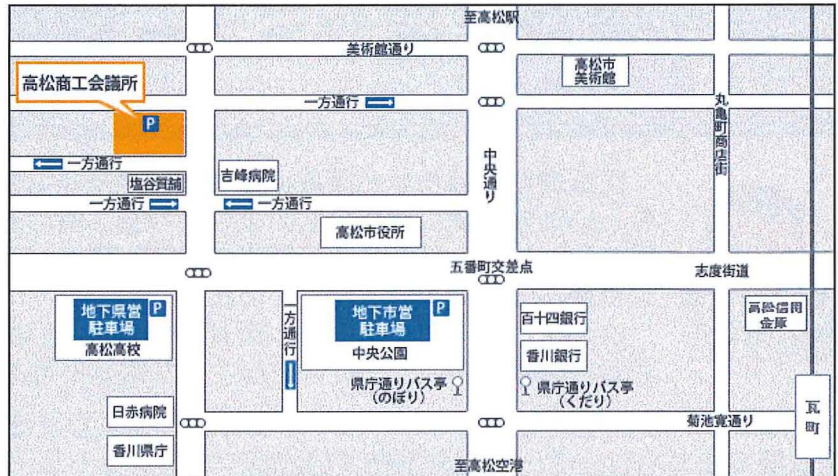 至高松駅
美術館通り
高松市
美術館
高松商工会議所
P
一方通行
丸亀町商店街
中央通り
一方通行
塩谷質舗
吉峰病院
一方通行
一方通行
高松市役所
五番町交差点
志度街道
地下県営
駐車場
P
高松高校
一方通行
地下市営
駐車場
P
中央公園
百十四銀行
香川銀行
高松信用
金庫
県庁通りバス亭
(のぼり)
県庁通りバス亭
(くだり)
日赤病院
香川県庁
菊池寛通り
至高松空港